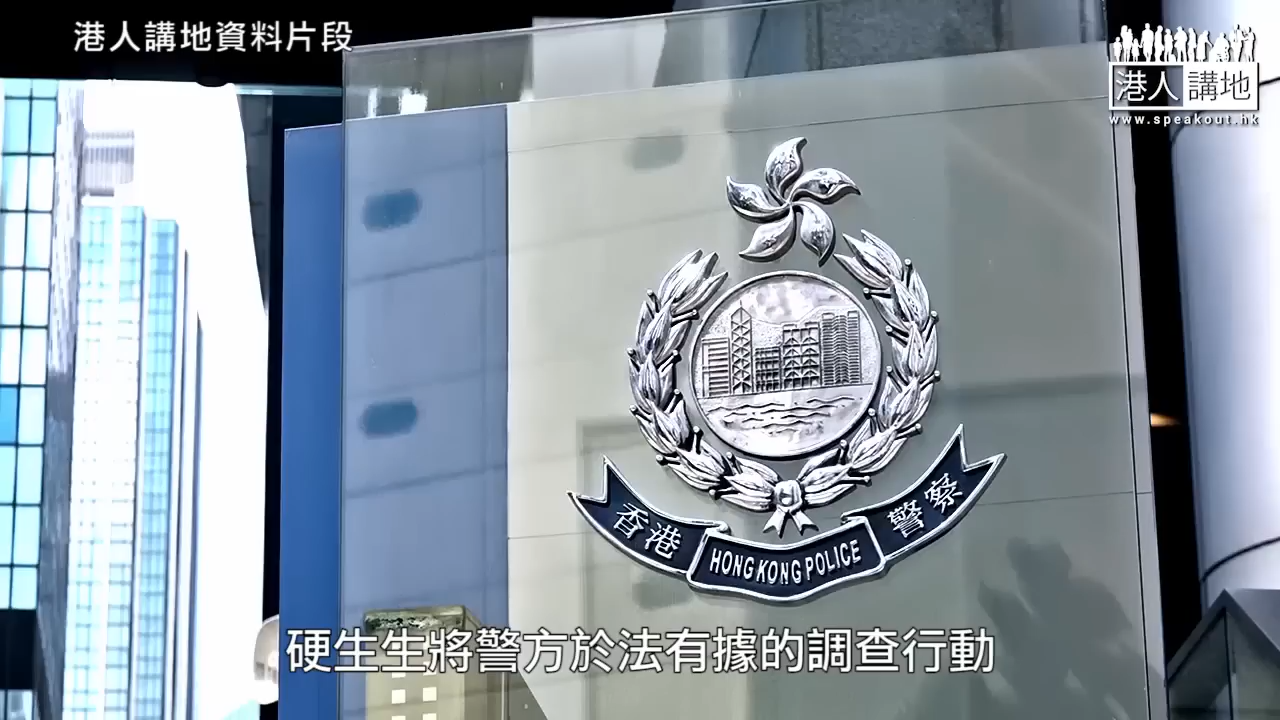 港人講地資料片段
港人講地
www.speakout.hk
香港
HONG KONG POLICE
警察
硬生生將警方於法有據的調查行動